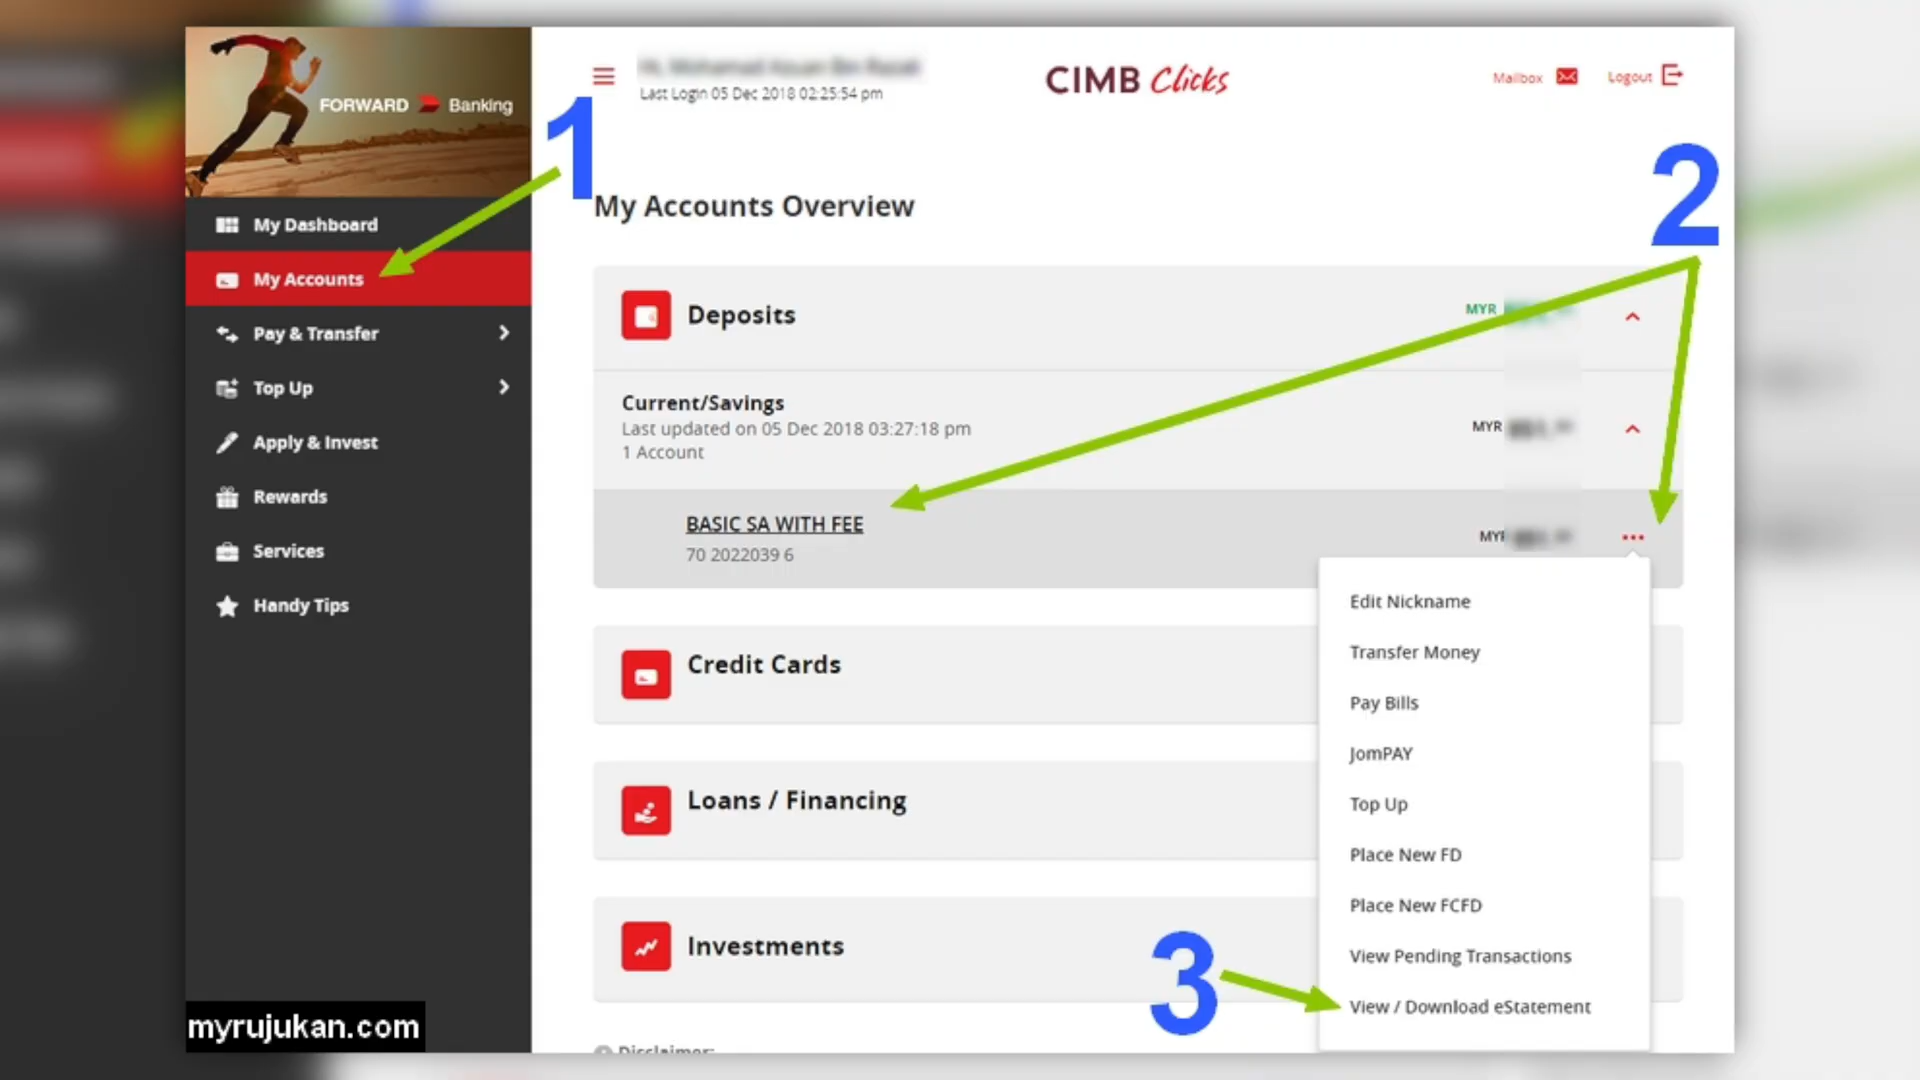 FORWARD Banking
My Dashboard
My Accounts
Pay & Transfer
Top Up
Apply & Invest
Rewards
Services
Handy Tips
myrujukan.com
Last Login 05 Dec 2018 02:25:54 pm
CIMB Clicks
Mailbox
Logout
1
2
My Accounts Overview
Deposits
MYR
Current/Savings
Last updated on 05 Dec 2018 03:27:18 pm
1 Account
MYR
BASIC SA WITH FEE
70 2022039 6
MYR
Edit Nickname
Transfer Money
Pay Bills
JomPAY
Top Up
Place New FD
Place New FCFD
View Pending Transactions
View / Download eStatement
Credit Cards
Loans / Financing
Investments
3
Disclaimer: